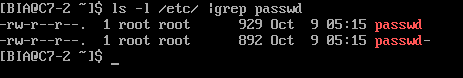 [BIA@C7-2 ~]$ ls -l /etc/ |grep passwd
-rw-r--r--. 1 root root 929 Oct 9 05:15 passwd
-rw-r--r--. 1 root root 892 Oct 9 05:15 passwd-
[BIA@C7-2 ~]$ _